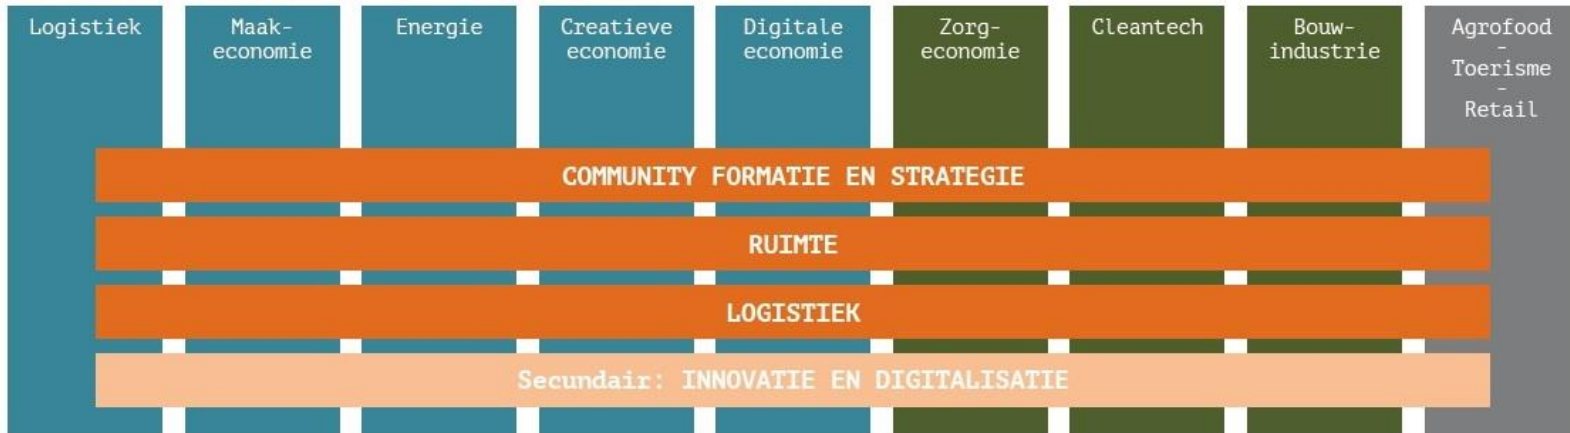 Logistiek
Maak-
economie
Energie
Creatieve
economie
Digitale
economie
Zorg-
economie
Cleantech
Bouw-
industrie
Agrofood
-
Toerisme
-
Retail
COMMUNITY FORMATIE EN STRATEGIE
RUIMTE
LOGISTIEK
Secundair: INNOVATIE EN DIGITALISATIE